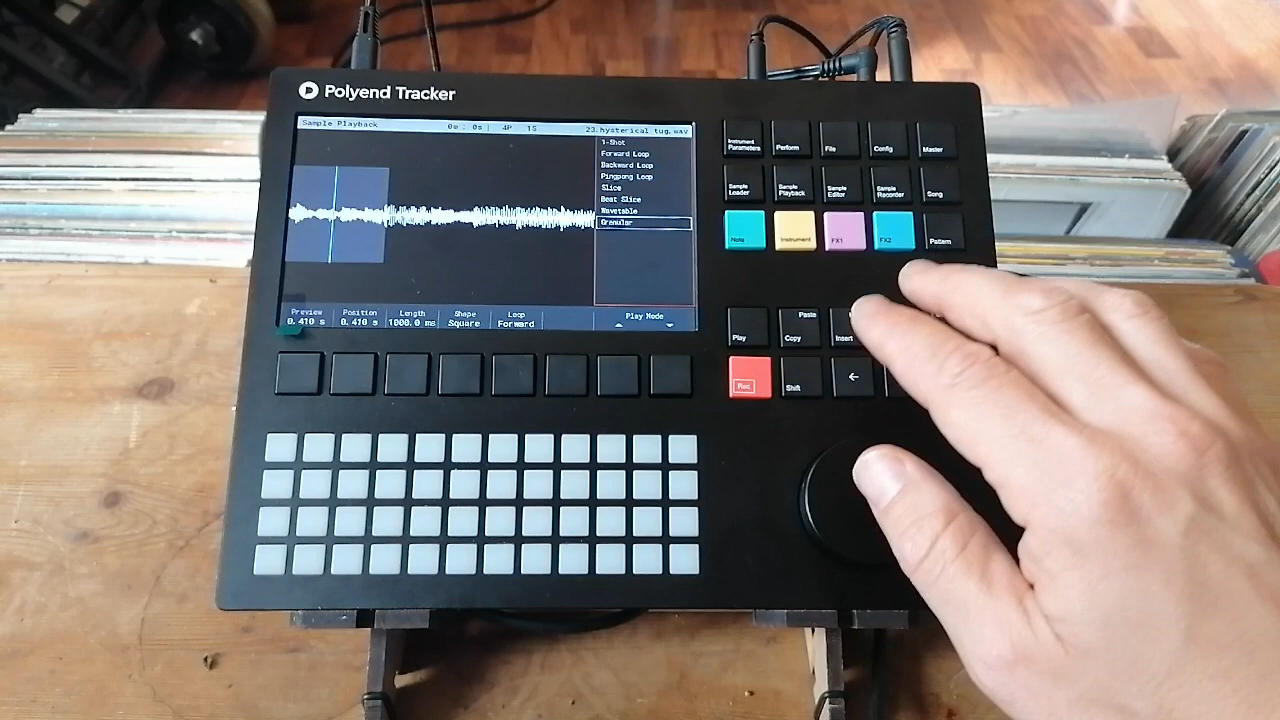 Polyend Tracker
Sample Playback 0m : 0s | 4P 1S 23.hysterical tug.wav
1-Shot
Forward Loop
Backward Loop
Pingpong Loop
Slice
Beat Slice
Wavetable
Granular
Preview Position Length Shape Loop Play Mode
0.410 s 0.410 s 1000.0 ms Square Forward
Instrument Parameters Perform File Config Master
Sample Loader Sample Playback Sample Editor Sample Recorder Song
Note Instrument FX1 FX2 Pattern
Paste
Play Copy Insert
Rec Shift ←